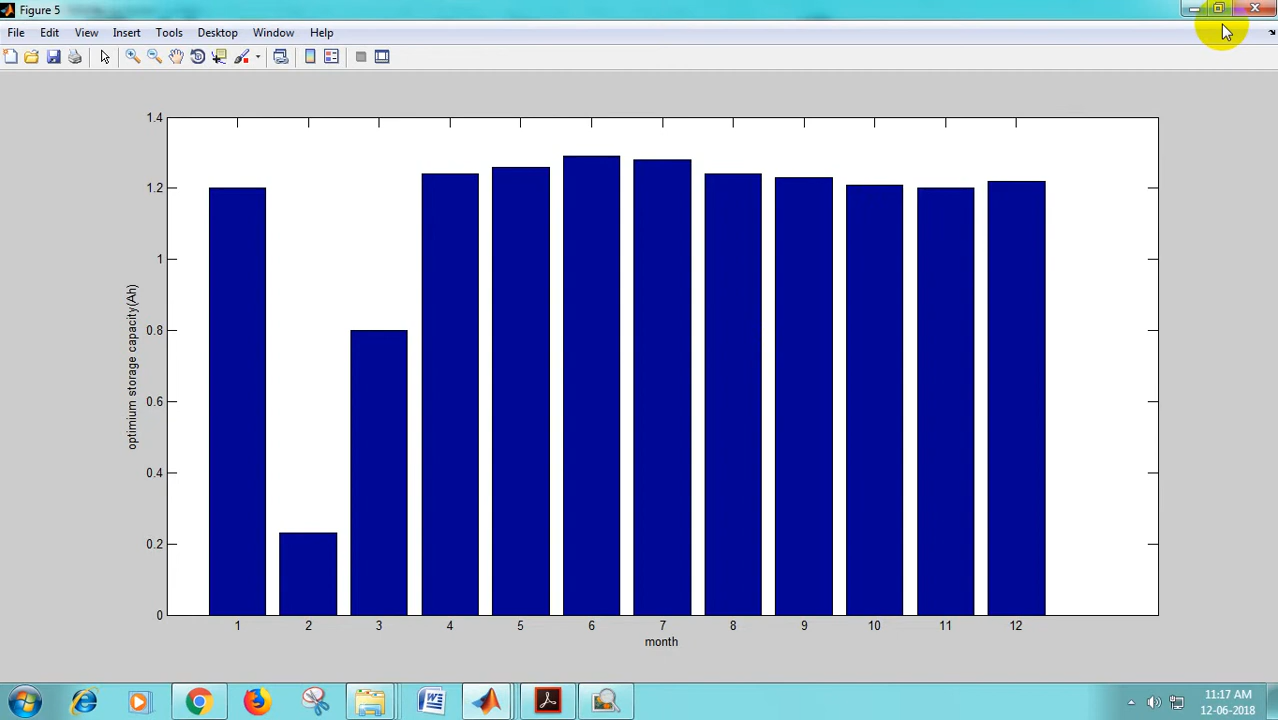 Figure 5
File Edit View Insert Tools Desktop Window Help
1.4
1.2
1
0.8
0.6
0.4
0.2
0
optimium storage capacity(Ah)
1 2 3 4 5 6 7 8 9 10 11 12
month
11:17 AM
12-06-2018